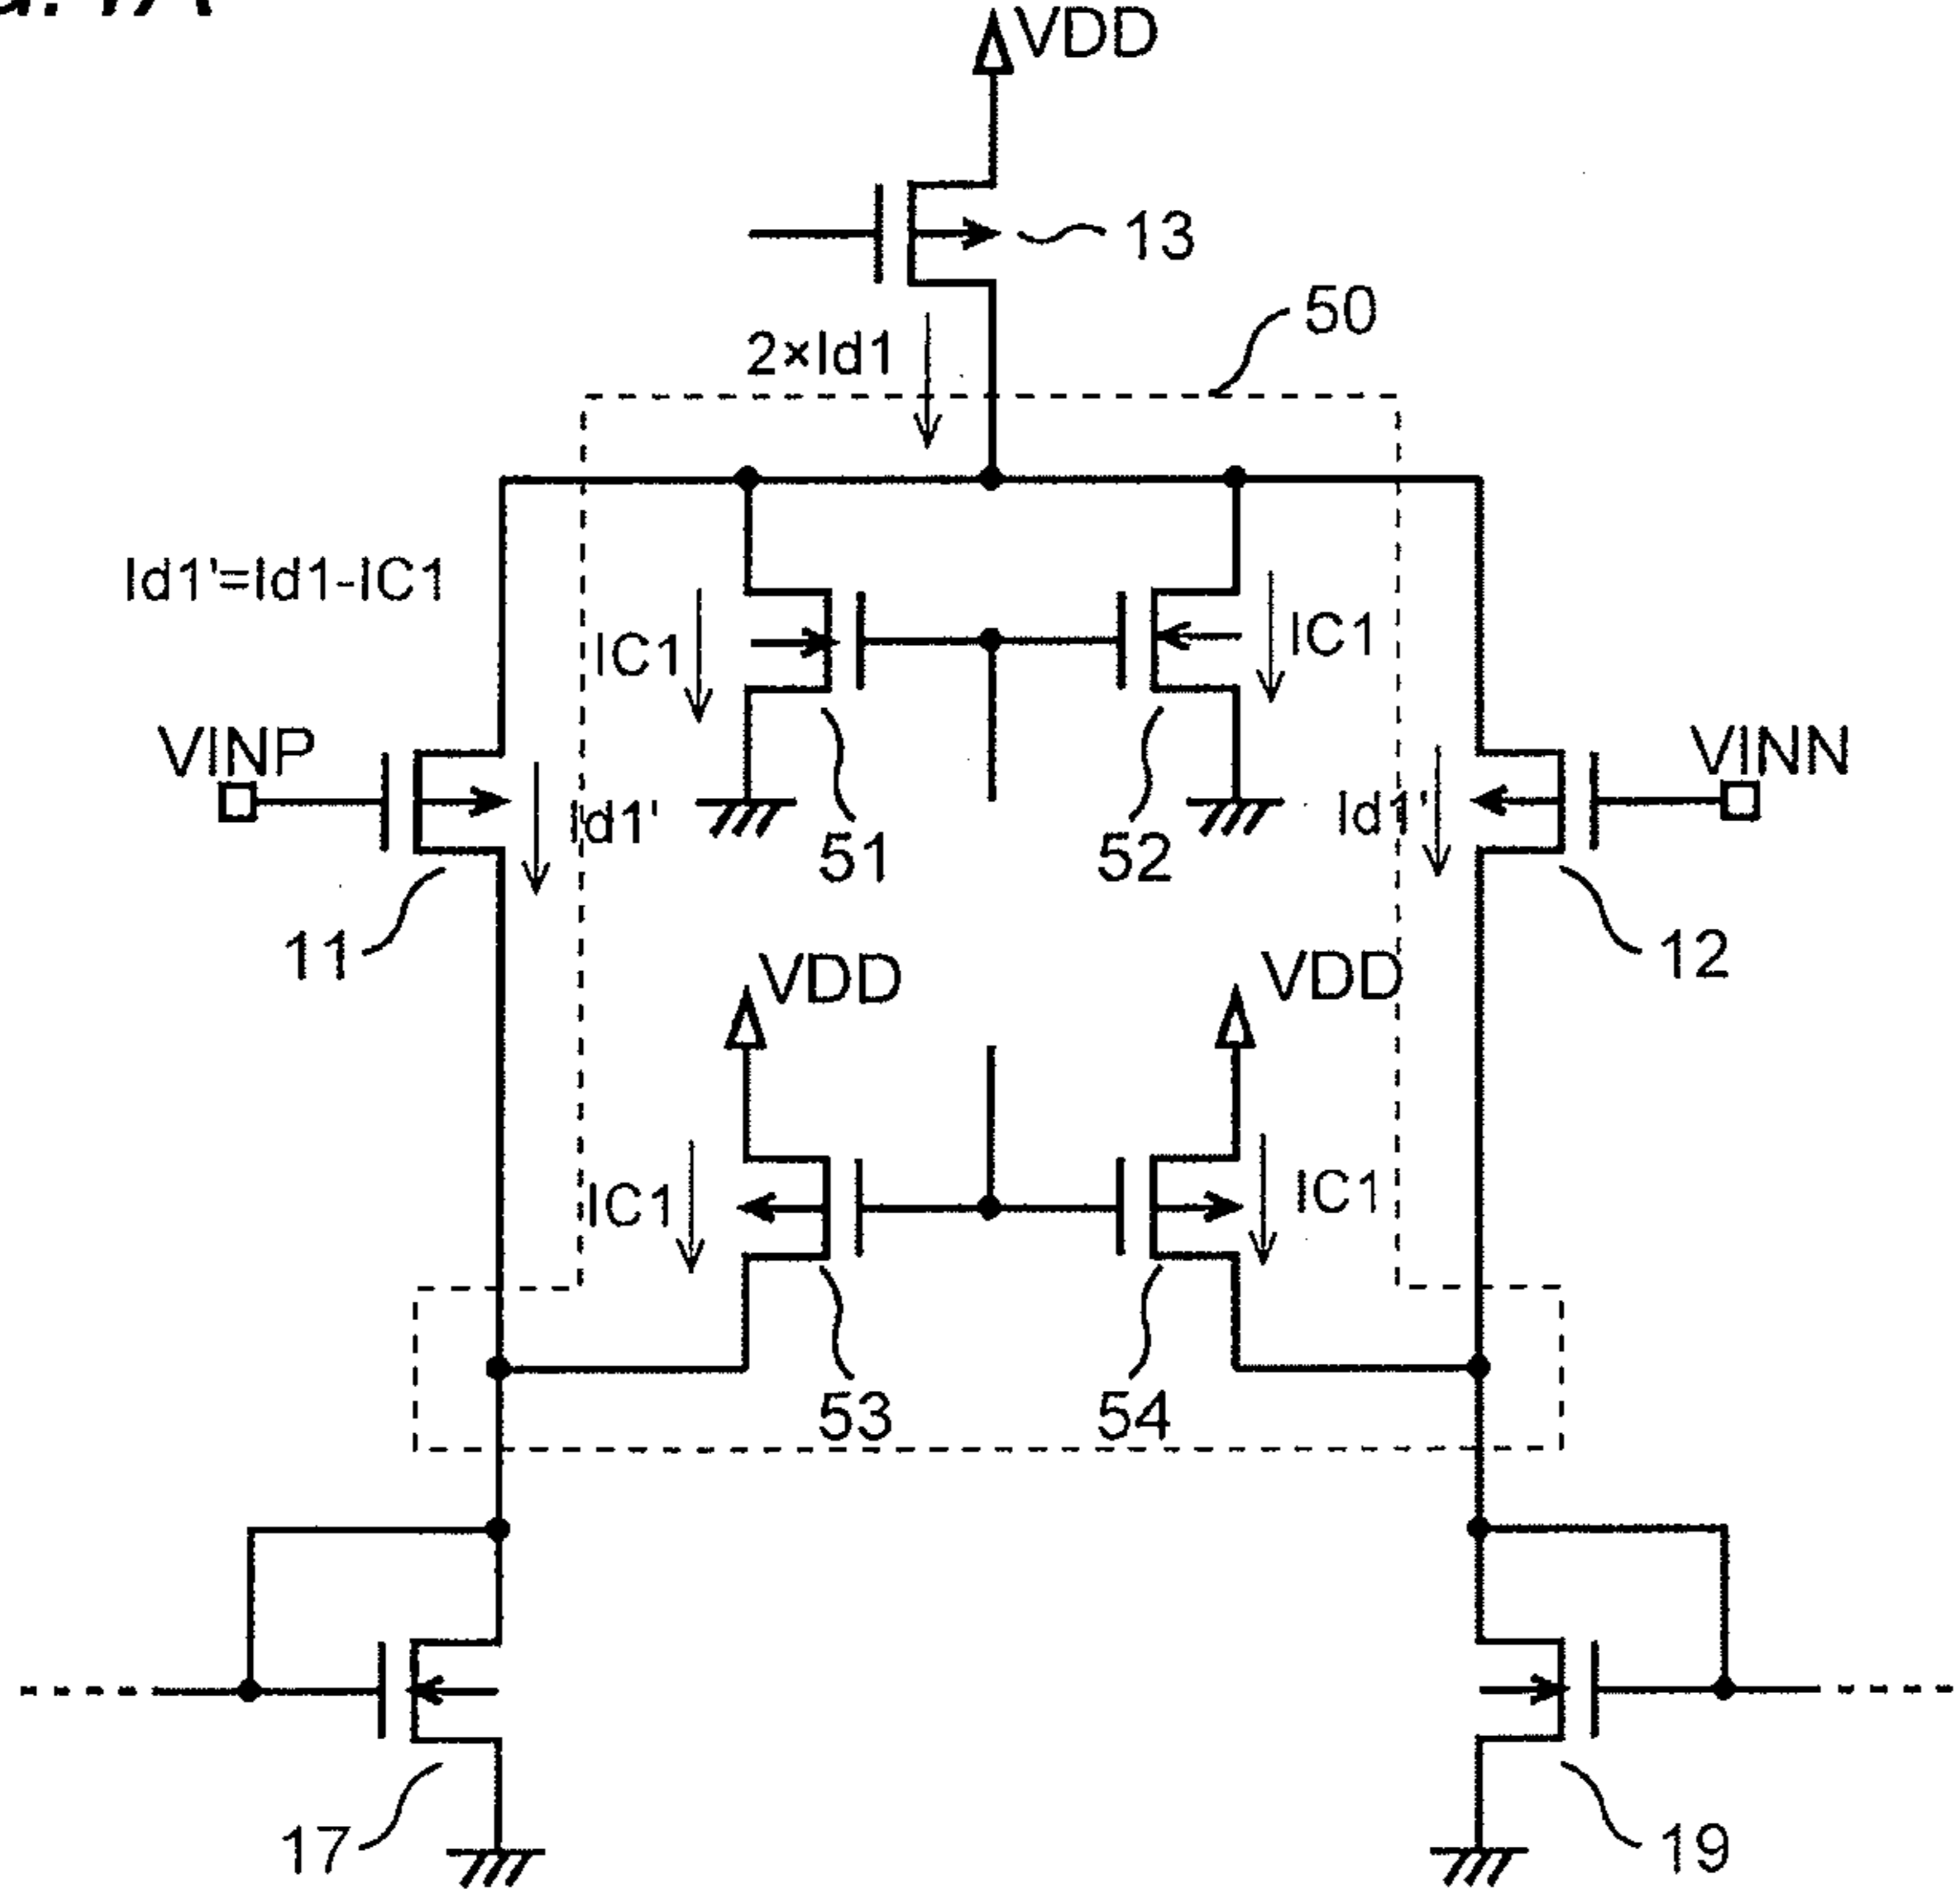 VDD
13
50
2×Id1
Id1'=Id1-IC1
IC1
IC1
VINP
VINN
Id1'
Id1'
51
52
11
12
VDD
VDD
IC1
IC1
53
54
17
19